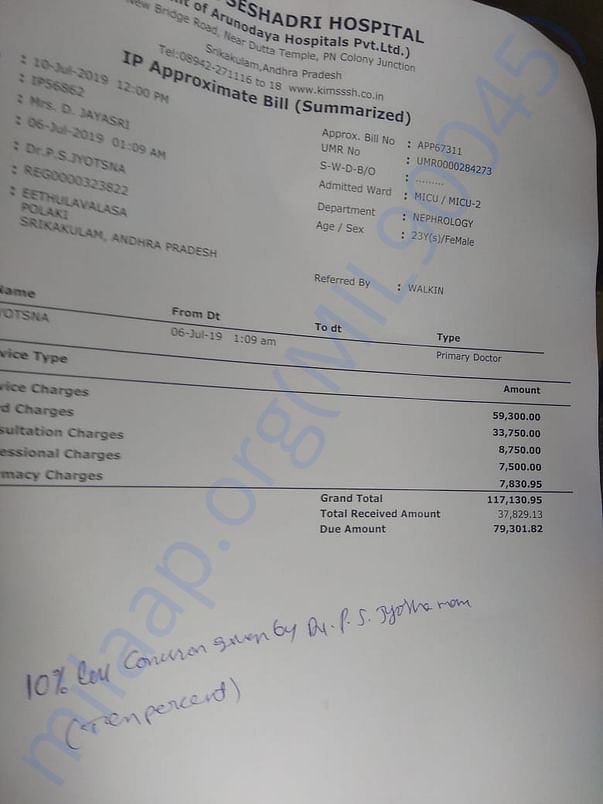 SESHADRI HOSPITAL
t of Arunodaya Hospitals Pvt.Ltd.)
New Bridge Road, Near Dutta Temple, PN Colony Junction
Srikakulam,Andhra Pradesh
Tel:08942-271116 to 18 www.kimsssh.co.in
IP Approximate Bill (Summarized)
: 10-Jul-2019 12:00 PM
: IP56862
: Mrs. D. JAYASRI
: 06-Jul-2019 01:09 AM
: Dr.P.S.JYOTSNA
: REG0000323822
: EETHULAVALASA
POLAKI
SRIKAKULAM, ANDHRA PRADESH
Approx. Bill No : APP67311
UMR No : UMR0000284273
S-W-D-B/O : .........
Admitted Ward : MICU / MICU-2
Department : NEPHROLOGY
Age / Sex : 23Y(s)/FeMale
Referred By : WALKIN
Name From Dt To dt Type
YOTSNA 06-Jul-19 1:09 am Primary Doctor
vice Type Amount
vice Charges 59,300.00
d Charges 33,750.00
sultation Charges 8,750.00
essional Charges 7,500.00
macy Charges 7,830.95
Grand Total 117,130.95
Total Received Amount 37,829.13
Due Amount 79,301.82
10% given by Dr. P. S. mam
(Ten percent)
milaap.org(MIL90045)